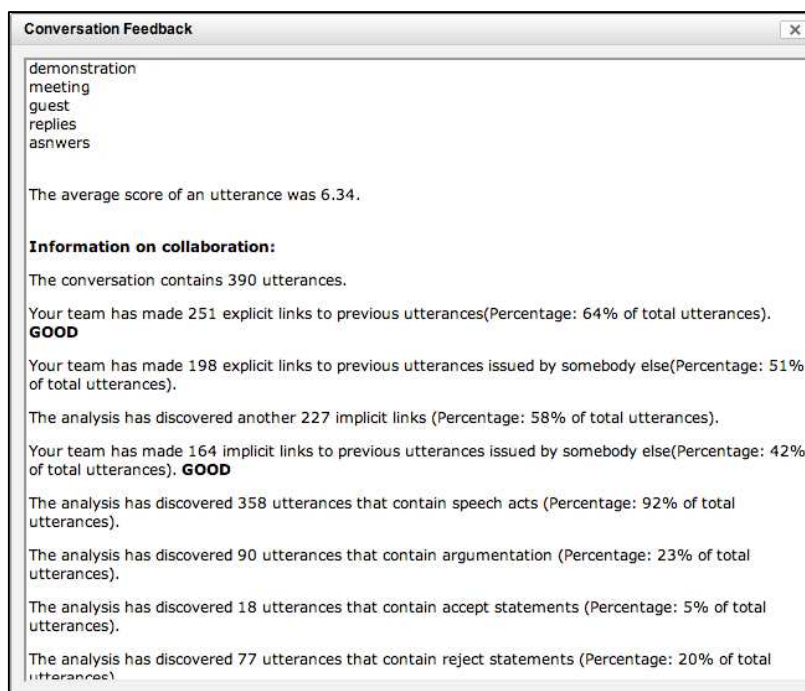 Conversation Feedback
demonstration
meeting
guest
replies
asnwers
The average score of an utterance was 6.34.
Information on collaboration:
The conversation contains 390 utterances.
Your team has made 251 explicit links to previous utterances(Percentage: 64% of total utterances).
GOOD
Your team has made 198 explicit links to previous utterances issued by somebody else(Percentage: 51%
of total utterances).
The analysis has discovered another 227 implicit links (Percentage: 58% of total utterances).
Your team has made 164 implicit links to previous utterances issued by somebody else(Percentage: 42%
of total utterances). GOOD
The analysis has discovered 358 utterances that contain speech acts (Percentage: 92% of total
utterances).
The analysis has discovered 90 utterances that contain argumentation (Percentage: 23% of total
utterances).
The analysis has discovered 18 utterances that contain accept statements (Percentage: 5% of total
utterances).
The analysis has discovered 77 utterances that contain reject statements (Percentage: 20% of total
utterances)